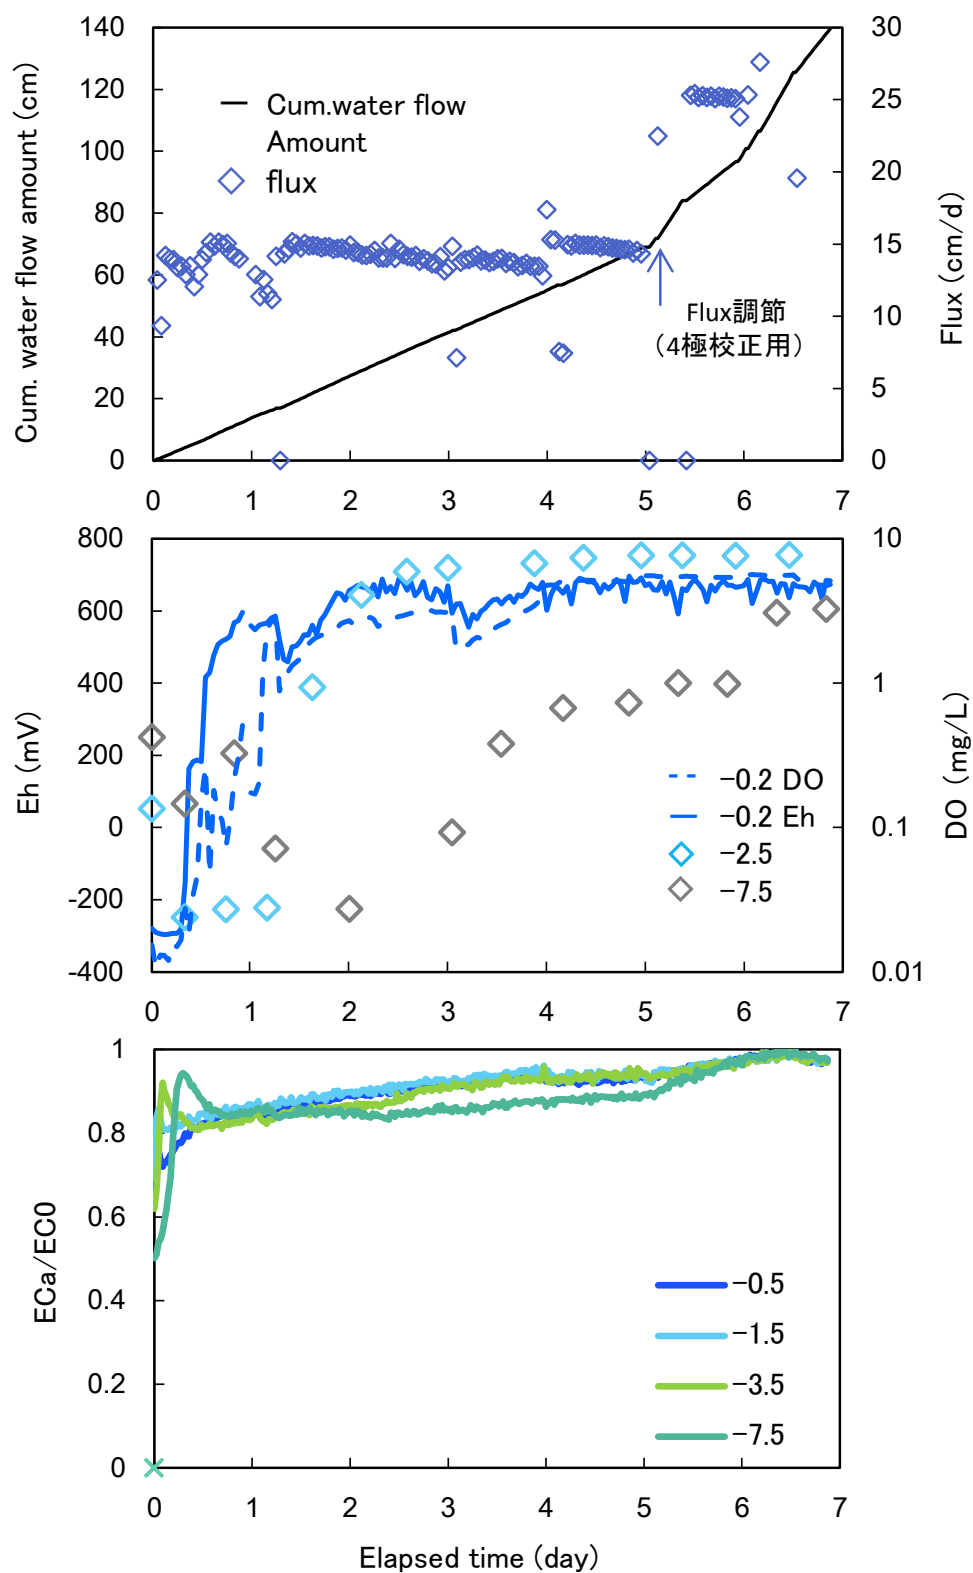 140
120
100
80
60
40
20
0
Cum. water flow amount (cm)
30
25
20
15
10
5
0
Flux (cm/d)
Cum.water flow
Amount
flux
Flux調節
（4極校正用）
0 1 2 3 4 5 6 7
800
600
400
200
0
-200
-400
Eh (mV)
10
1
0.1
0.01
DO (mg/L)
-0.2 DO
-0.2 Eh
-2.5
-7.5
0 1 2 3 4 5 6 7
1
0.8
0.6
0.4
0.2
0
ECa/EC0
-0.5
-1.5
-3.5
-7.5
0 1 2 3 4 5 6 7
Elapsed time (day)